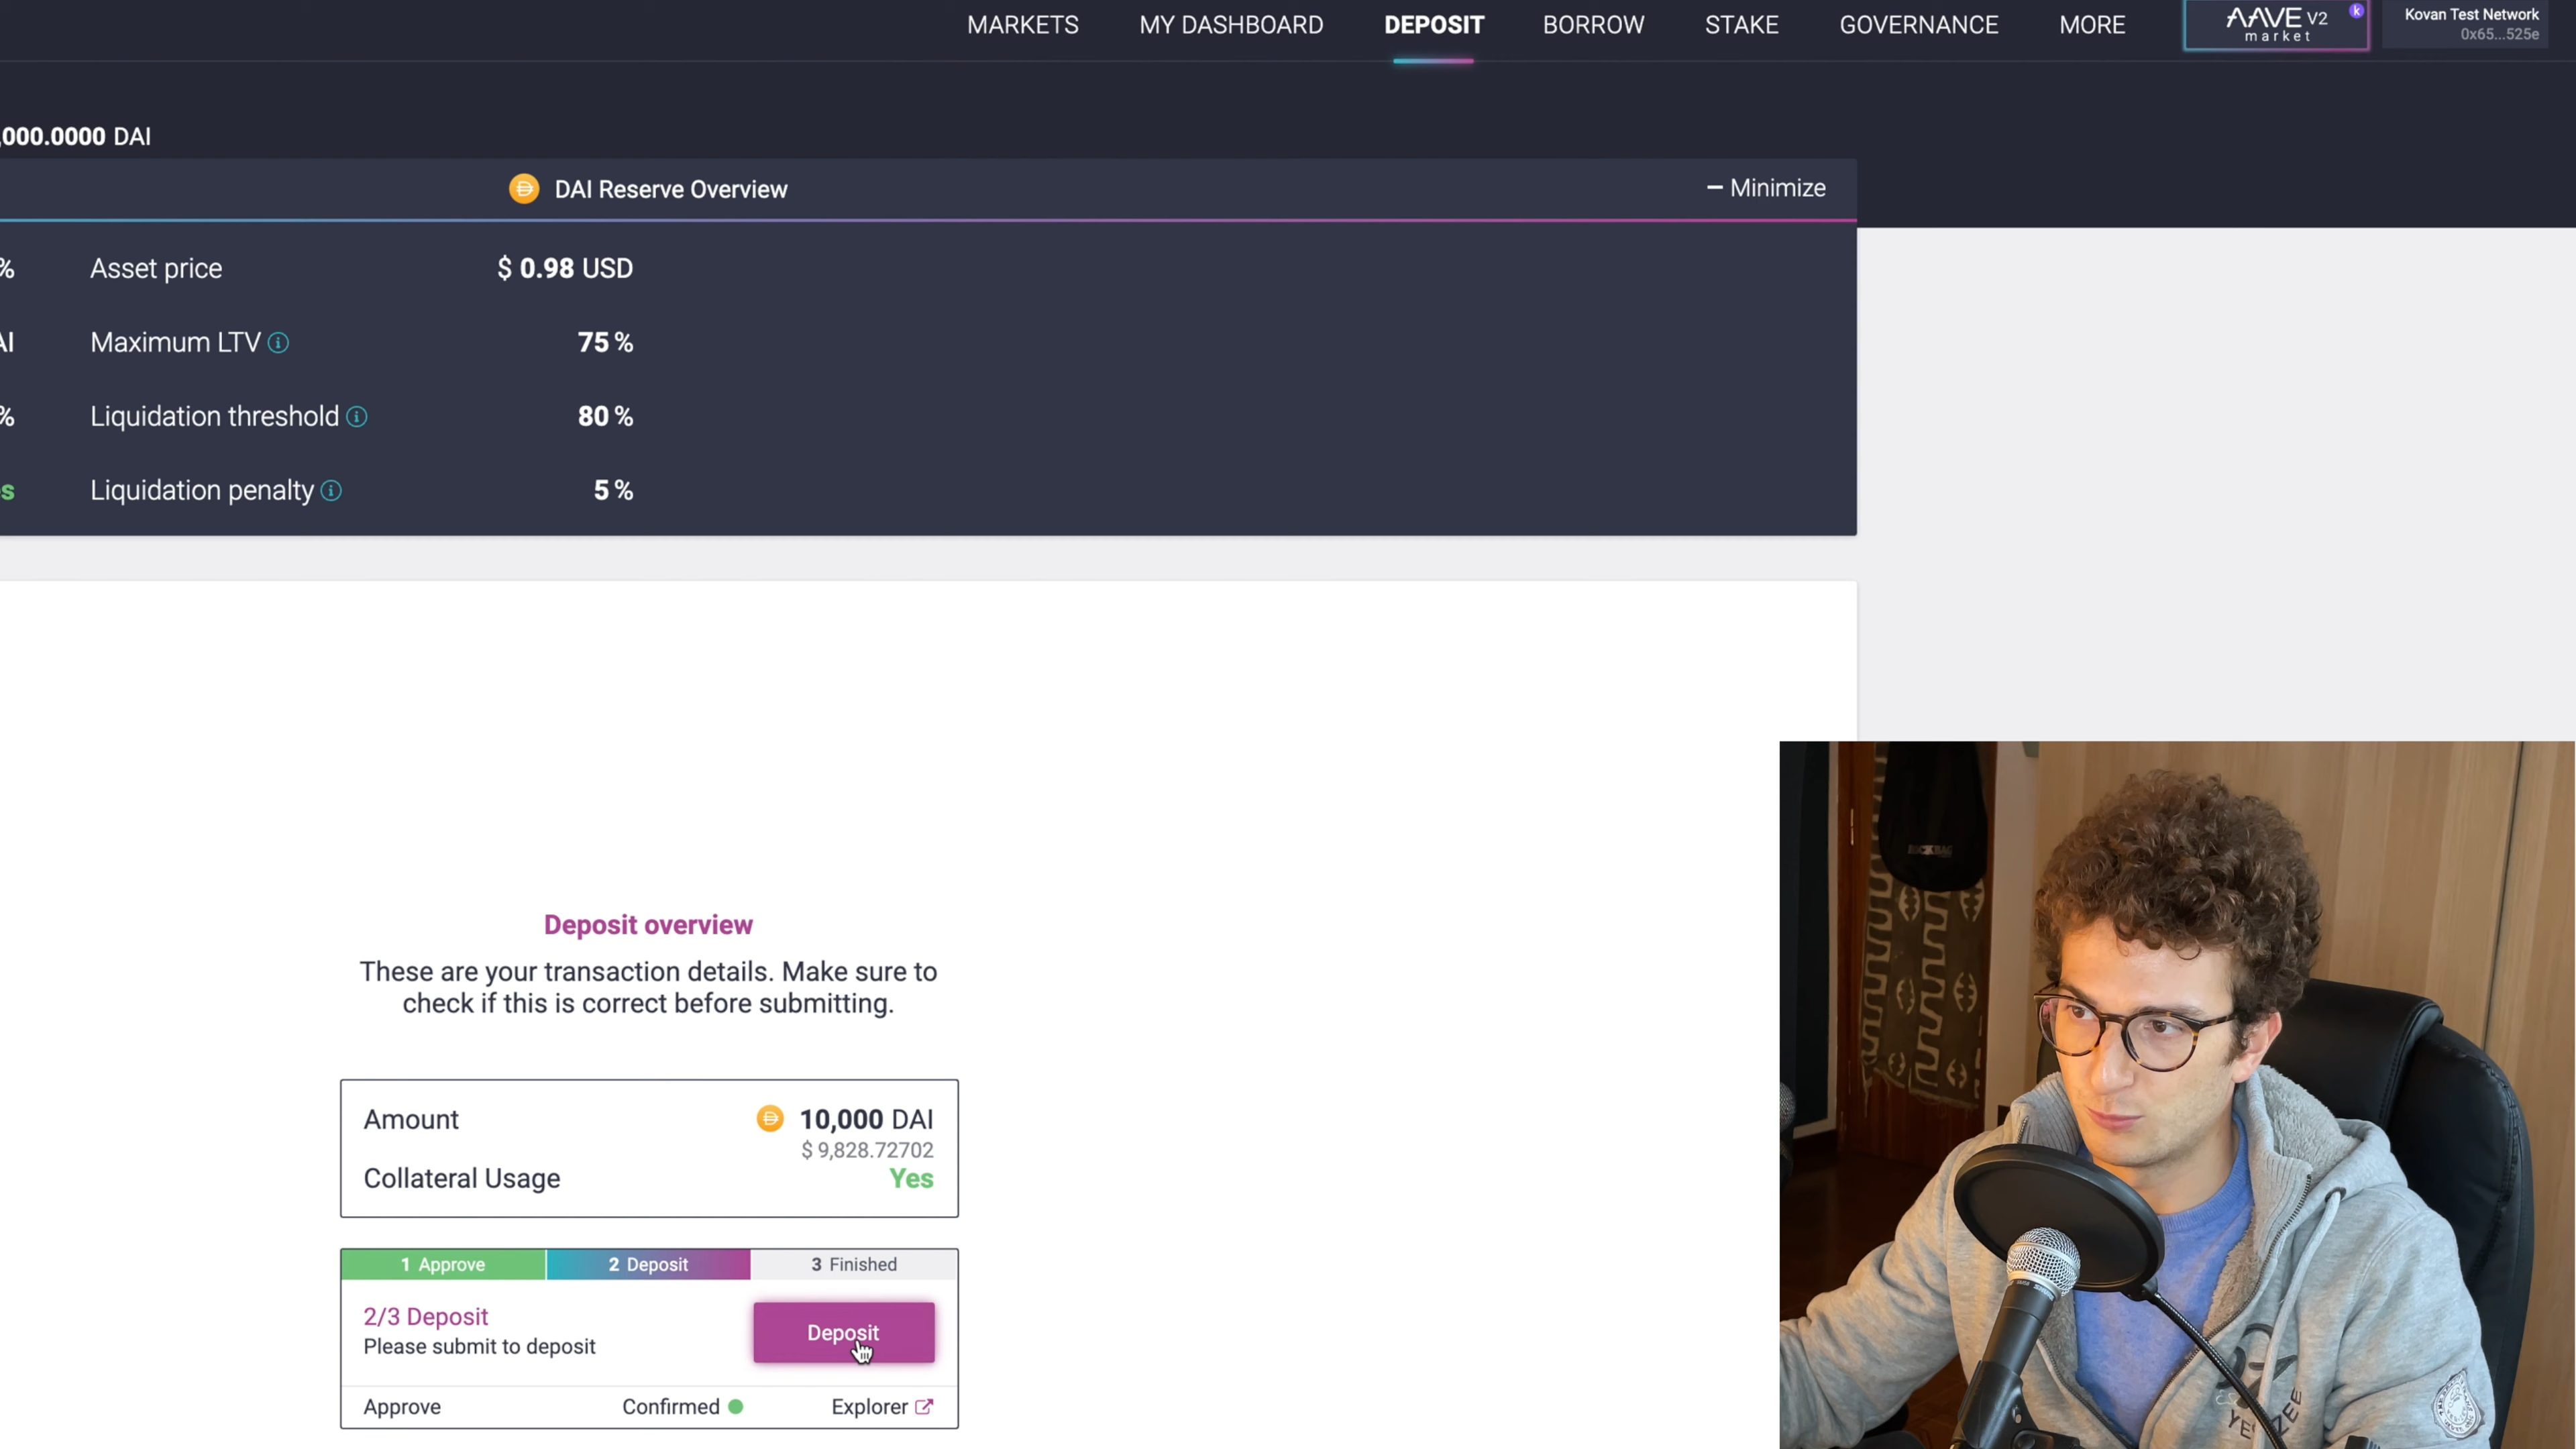 MARKETS MY DASHBOARD DEPOSIT BORROW STAKE GOVERNANCE MORE AAVE V2 k Kovan Test Network
market 0x65...525e
,000.0000 DAI
DAI Reserve Overview – Minimize
% Asset price $ 0.98 USD
AI Maximum LTV i 75 %
% Liquidation threshold i 80 %
s Liquidation penalty i 5 %
Deposit overview
These are your transaction details. Make sure to
check if this is correct before submitting.
Amount 10,000 DAI
$ 9,828.72702
Collateral Usage Yes
1 Approve 2 Deposit 3 Finished
2/3 Deposit Deposit
Please submit to deposit
Approve Confirmed Explorer